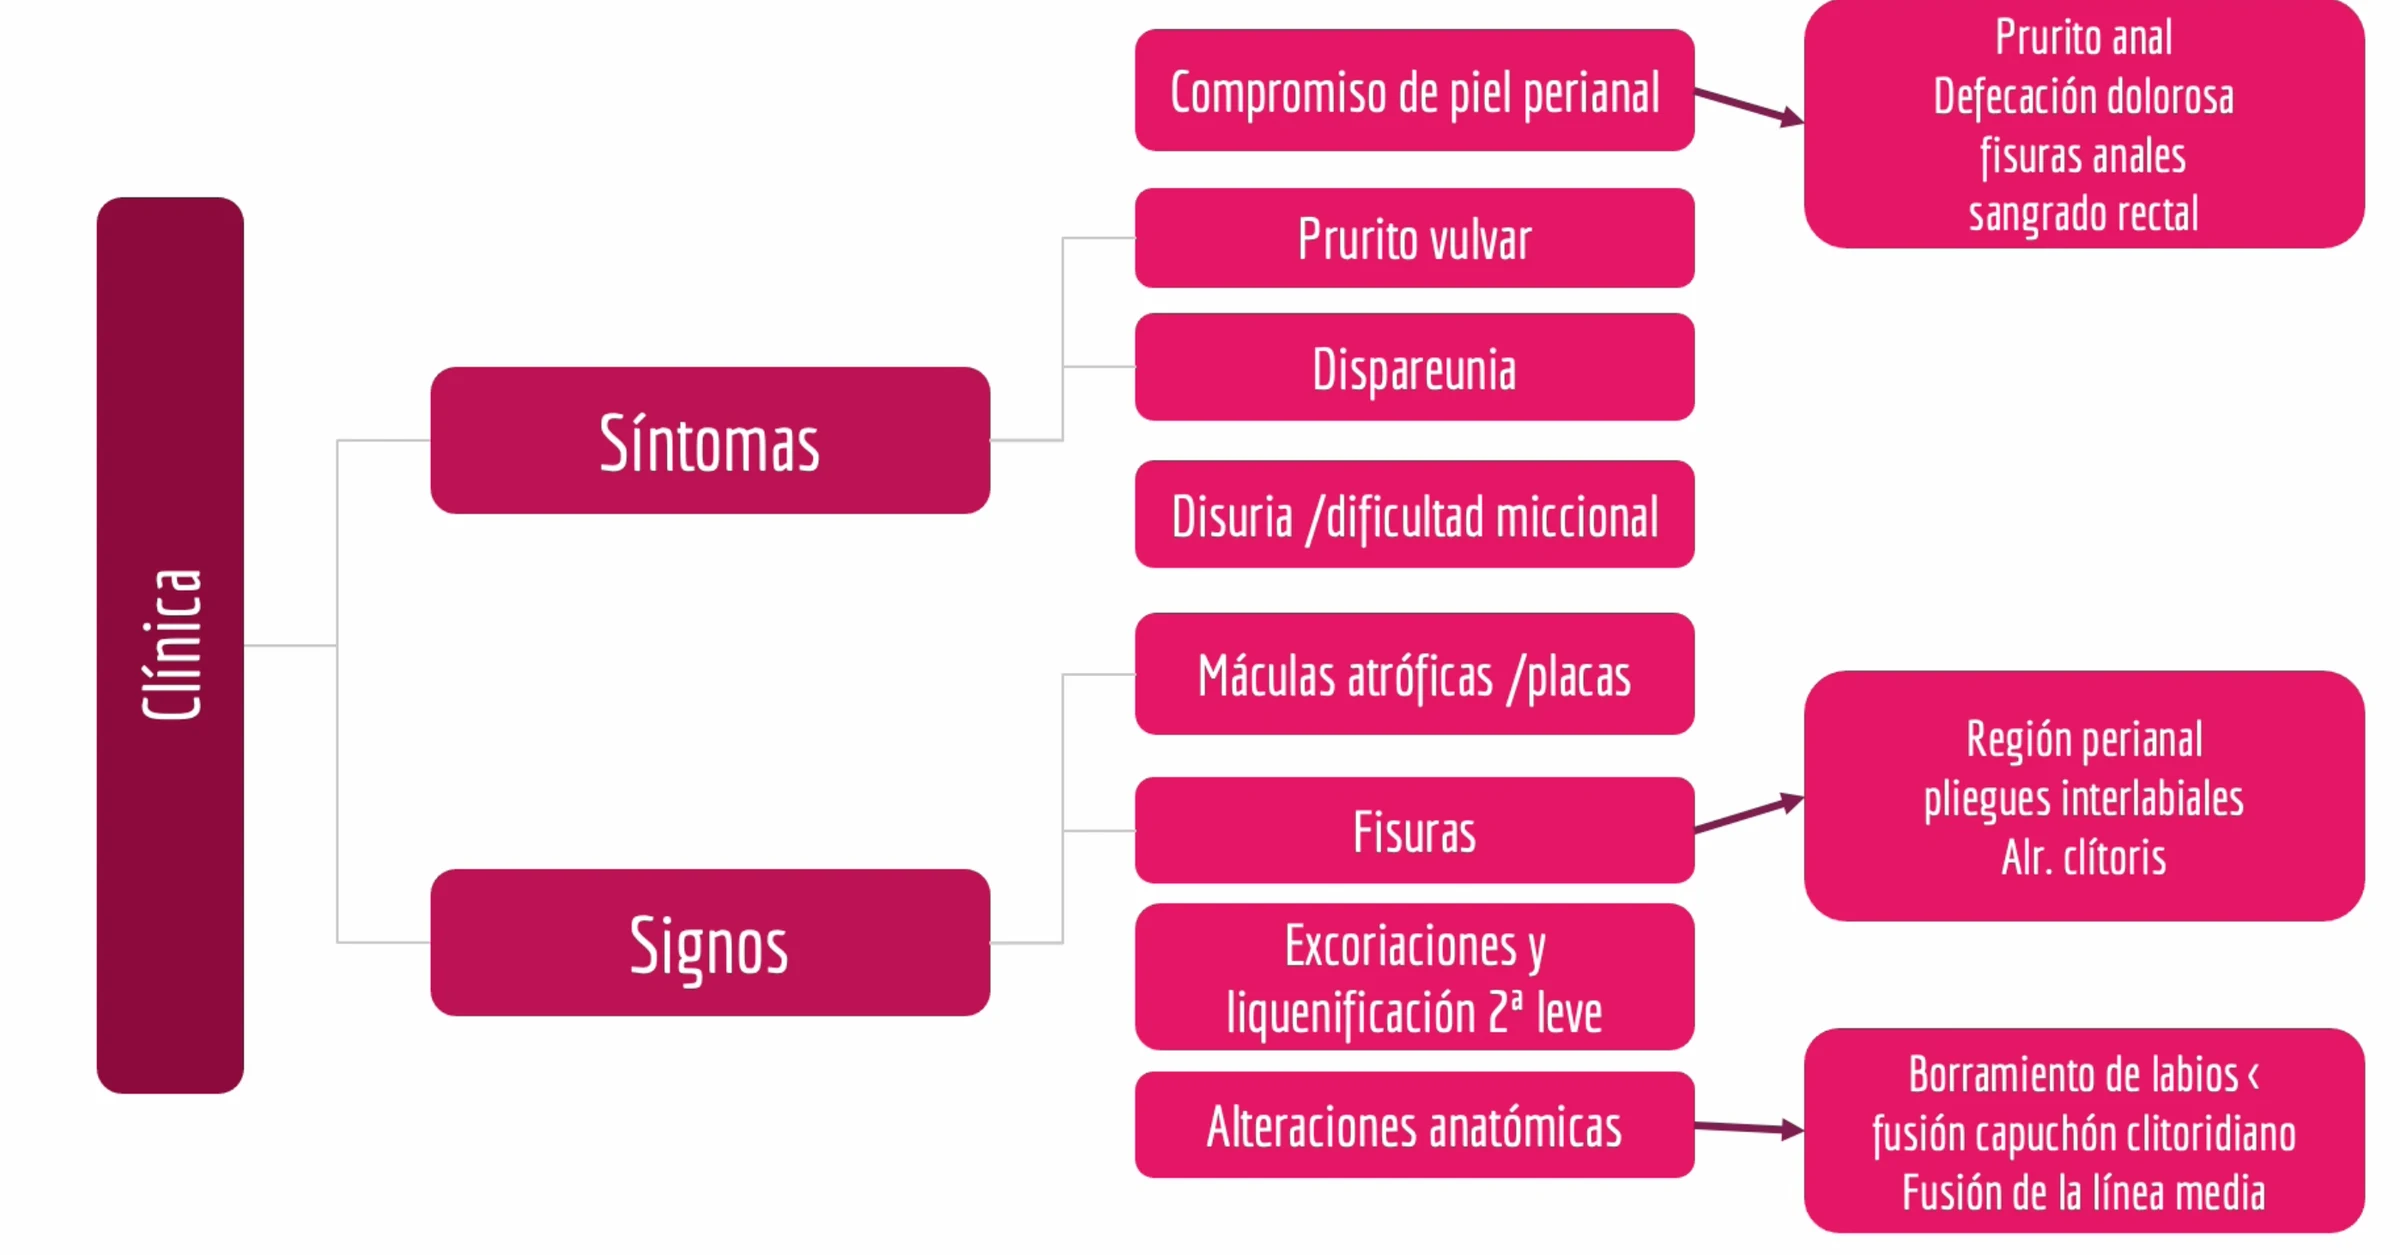 Clínica
Síntomas
Compromiso de piel perianal
Prurito anal
Defecación dolorosa
fisuras anales
sangrado rectal
Prurito vulvar
Dispareunia
Disuria /dificultad miccional
Signos
Máculas atróficas /placas
Fisuras
Región perianal
pliegues interlabiales
Alr. clítoris
Excoriaciones y
liquenificación 2ª leve
Alteraciones anatómicas
Borramiento de labios <
fusión capuchón clitoridiano
Fusión de la línea media